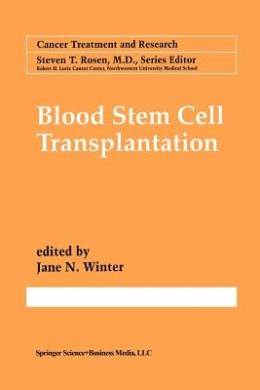 Cancer Treatment and Research
Steven T. Rosen, M.D., Series Editor
Robert H. Lurie Cancer Center, Northwestern University Medical School
Blood Stem Cell
Transplantation
edited by
Jane N. Winter
Springer Science+Business Media, LLC